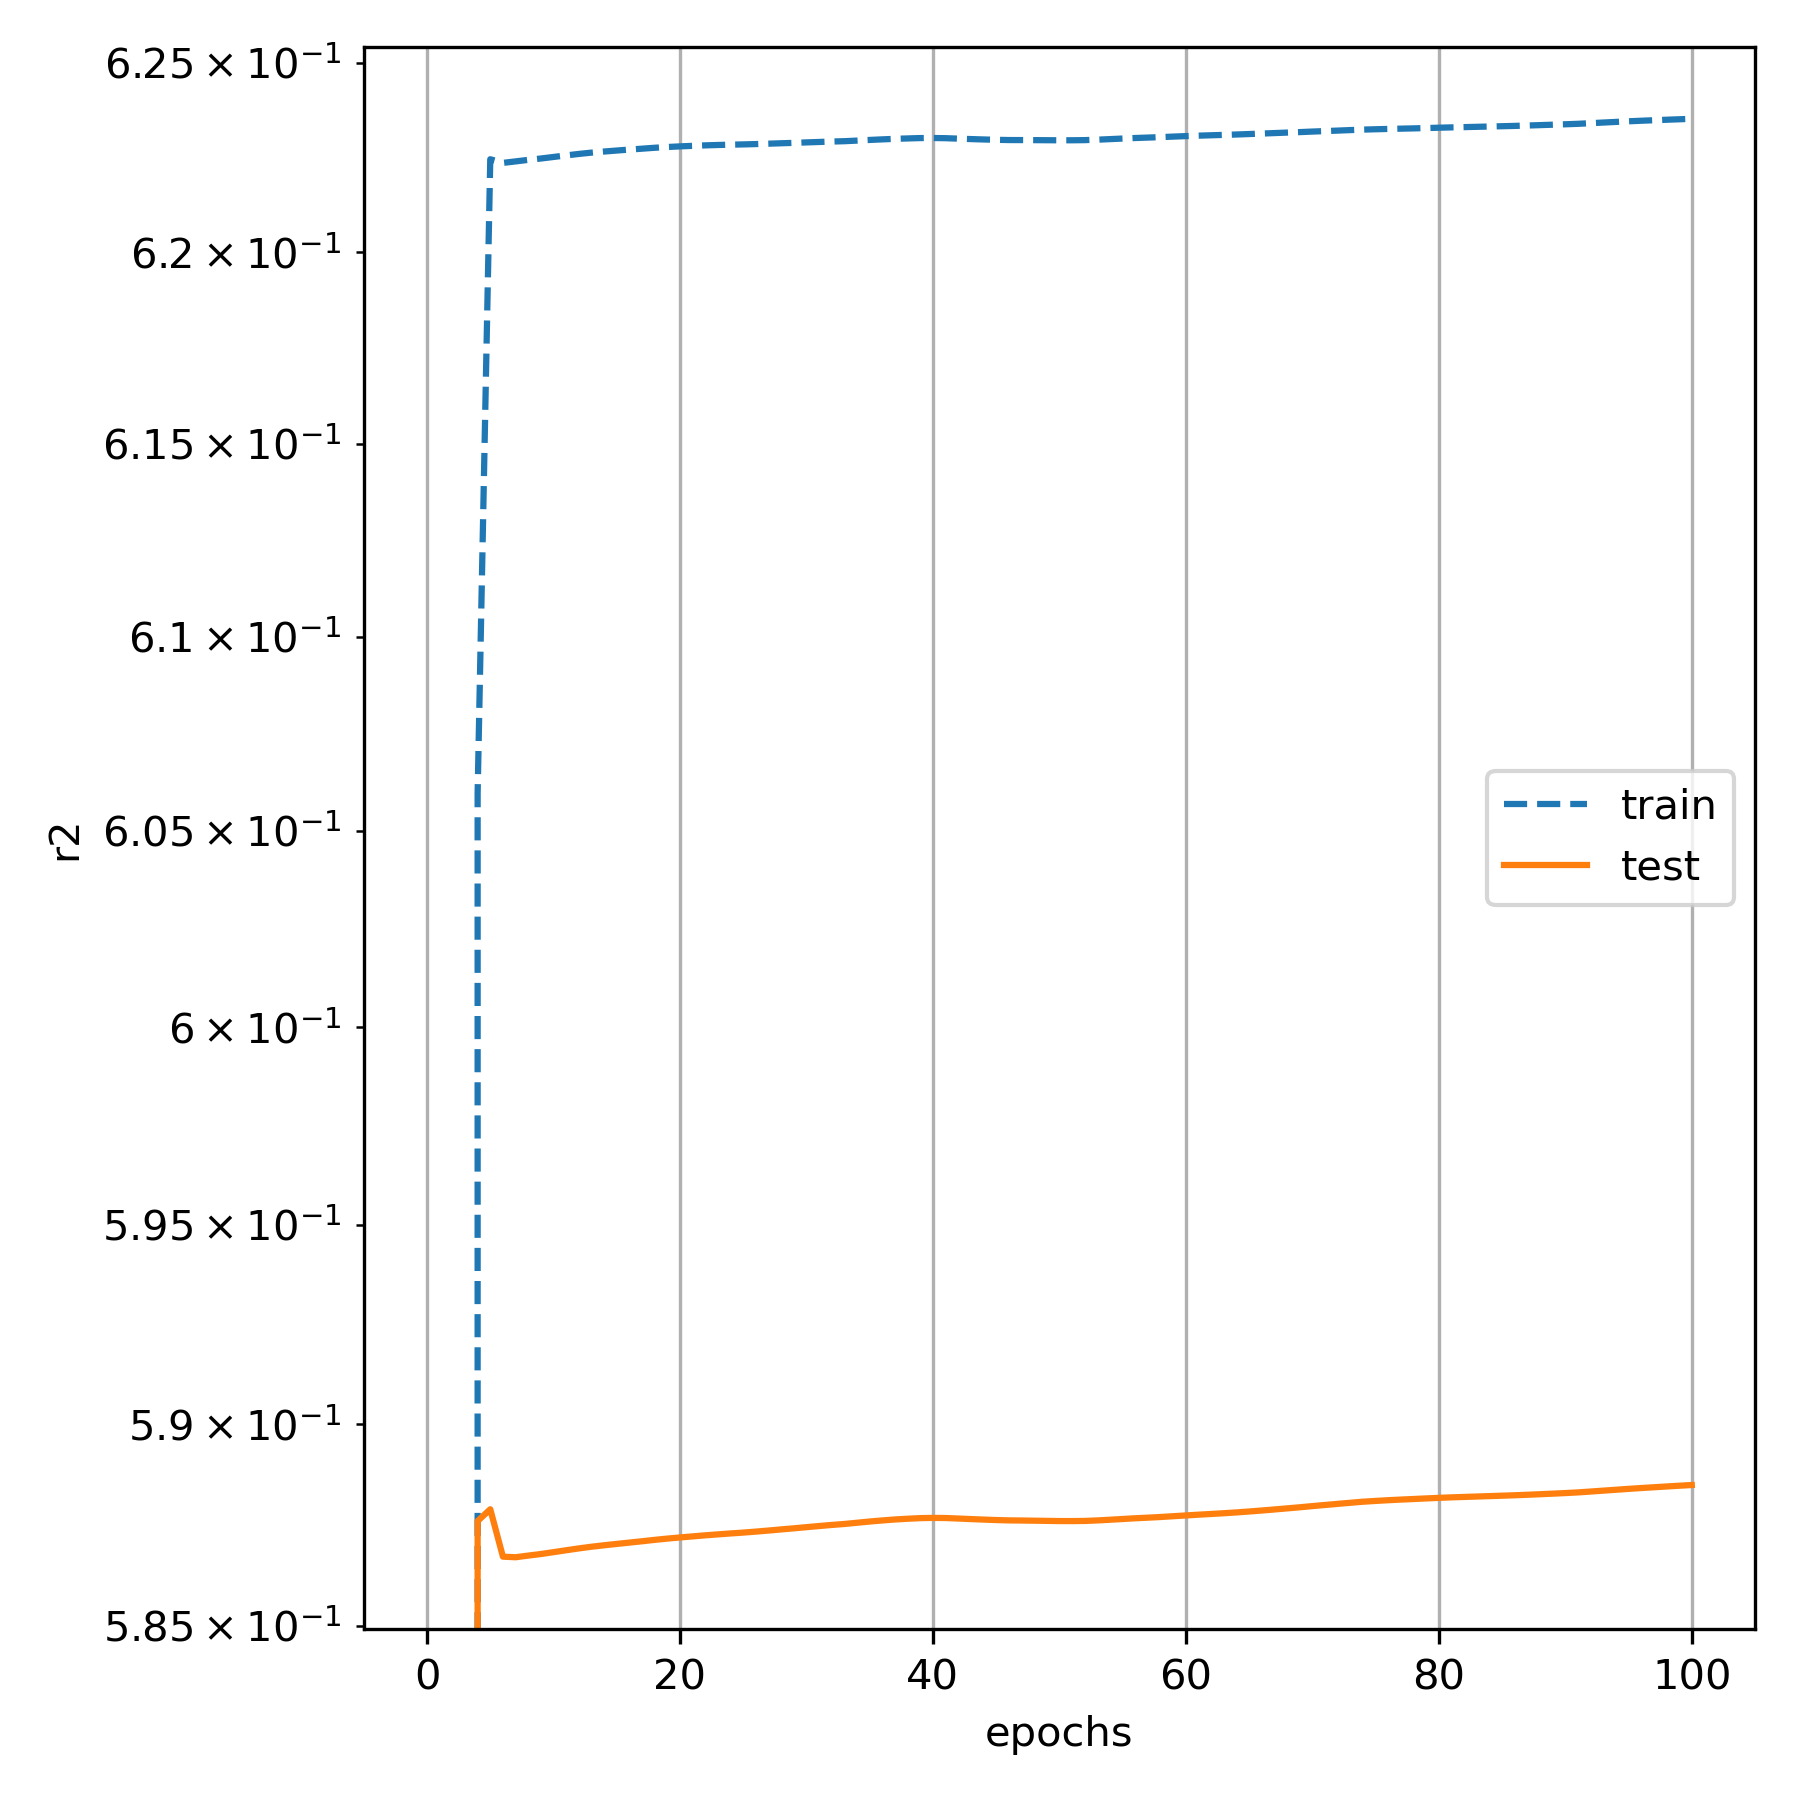 6.25 × 10⁻¹
6.2 × 10⁻¹
6.15 × 10⁻¹
6.1 × 10⁻¹
6.05 × 10⁻¹
6 × 10⁻¹
5.95 × 10⁻¹
5.9 × 10⁻¹
5.85 × 10⁻¹
r2
train
test
0 20 40 60 80 100
epochs